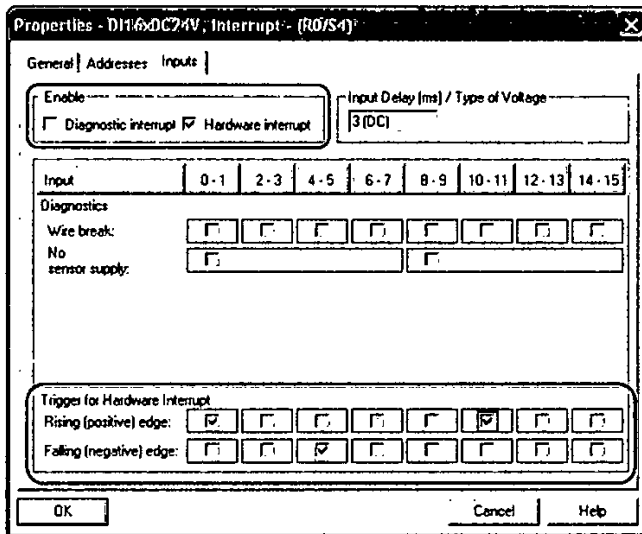 Properties - DI16xDC24V, Interrupt - (R0/S4)
General Addresses Inputs
Enable
Diagnostic interrupt Hardware interrupt
Input Delay (ms) / Type of Voltage
3 (DC)
Input 0 - 1 2 - 3 4 - 5 6 - 7 8 - 9 10 - 11 12 - 13 14 - 15
Diagnostics
Wire break:
No
sensor supply:
Trigger for Hardware Interrupt
Rising (positive) edge:
Falling (negative) edge:
OK Cancel Help